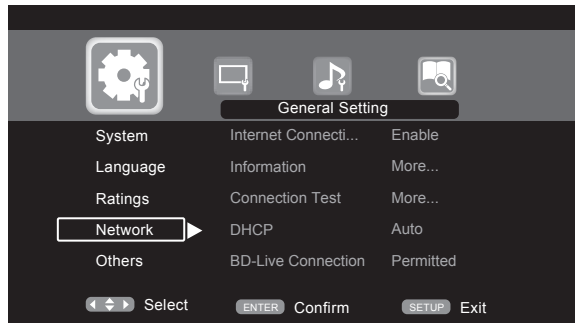 General Setting
System Internet Connecti... Enable
Language Information More...
Ratings Connection Test More...
Network DHCP Auto
Others BD-Live Connection Permitted
Select ENTER Confirm SETUP Exit